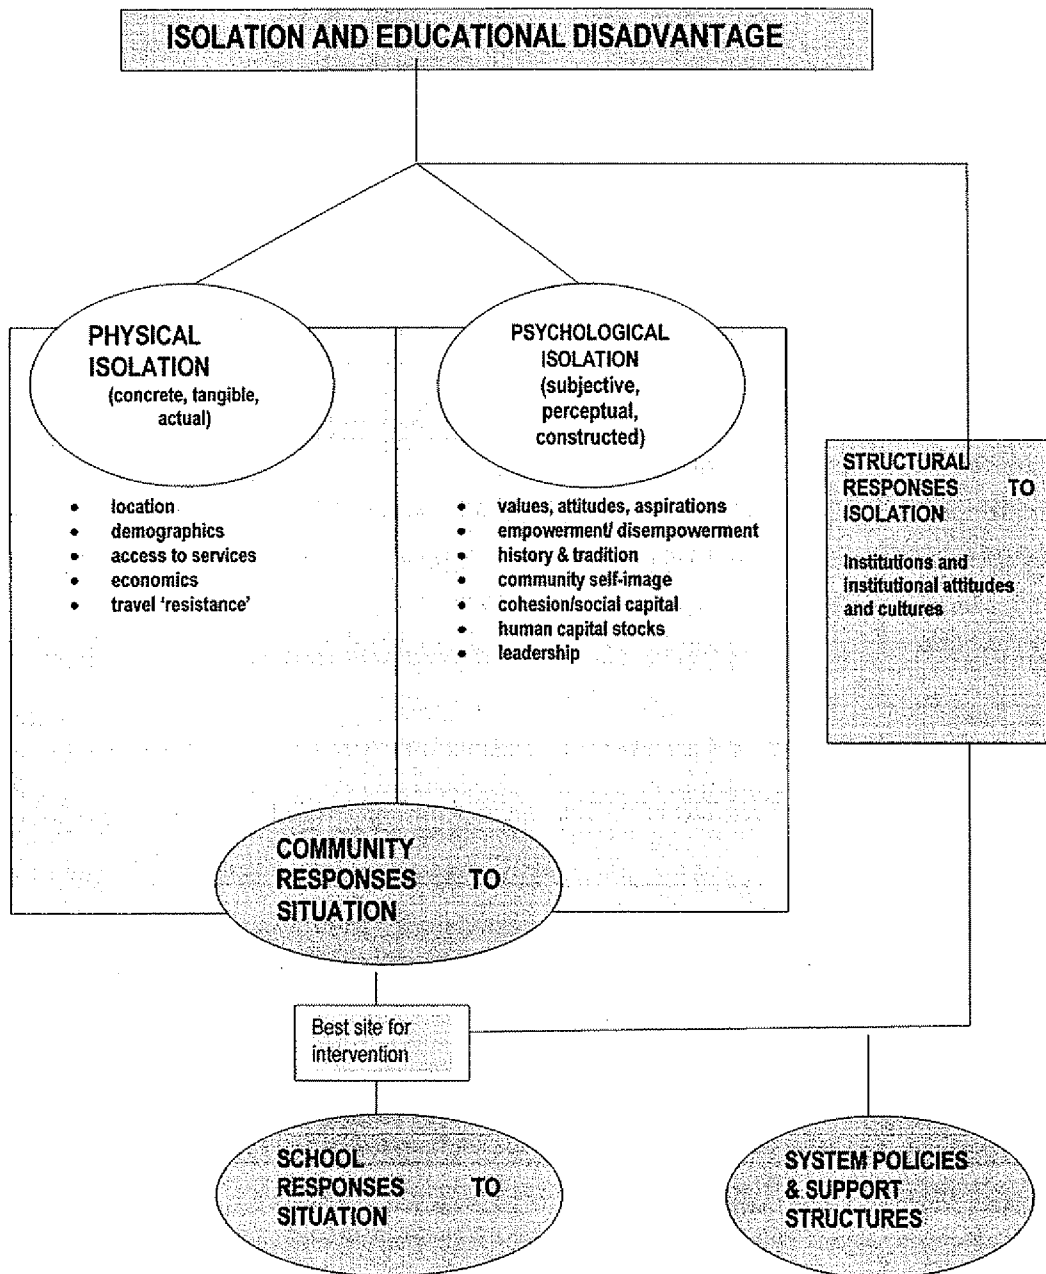 ISOLATION AND EDUCATIONAL DISADVANTAGE
PHYSICAL
ISOLATION
(concrete, tangible,
actual)
• location
• demographics
• access to services
• economics
• travel 'resistance'
PSYCHOLOGICAL
ISOLATION
(subjective,
perceptual,
constructed)
• values, attitudes, aspirations
• empowerment/ disempowerment
• history & tradition
• community self-image
• cohesion/social capital
• human capital stocks
• leadership
STRUCTURAL
RESPONSES TO
ISOLATION
Institutions and
Institutional attitudes
and cultures
COMMUNITY
RESPONSES TO
SITUATION
Best site for
intervention
SCHOOL
RESPONSES TO
SITUATION
SYSTEM POLICIES
& SUPPORT
STRUCTURES